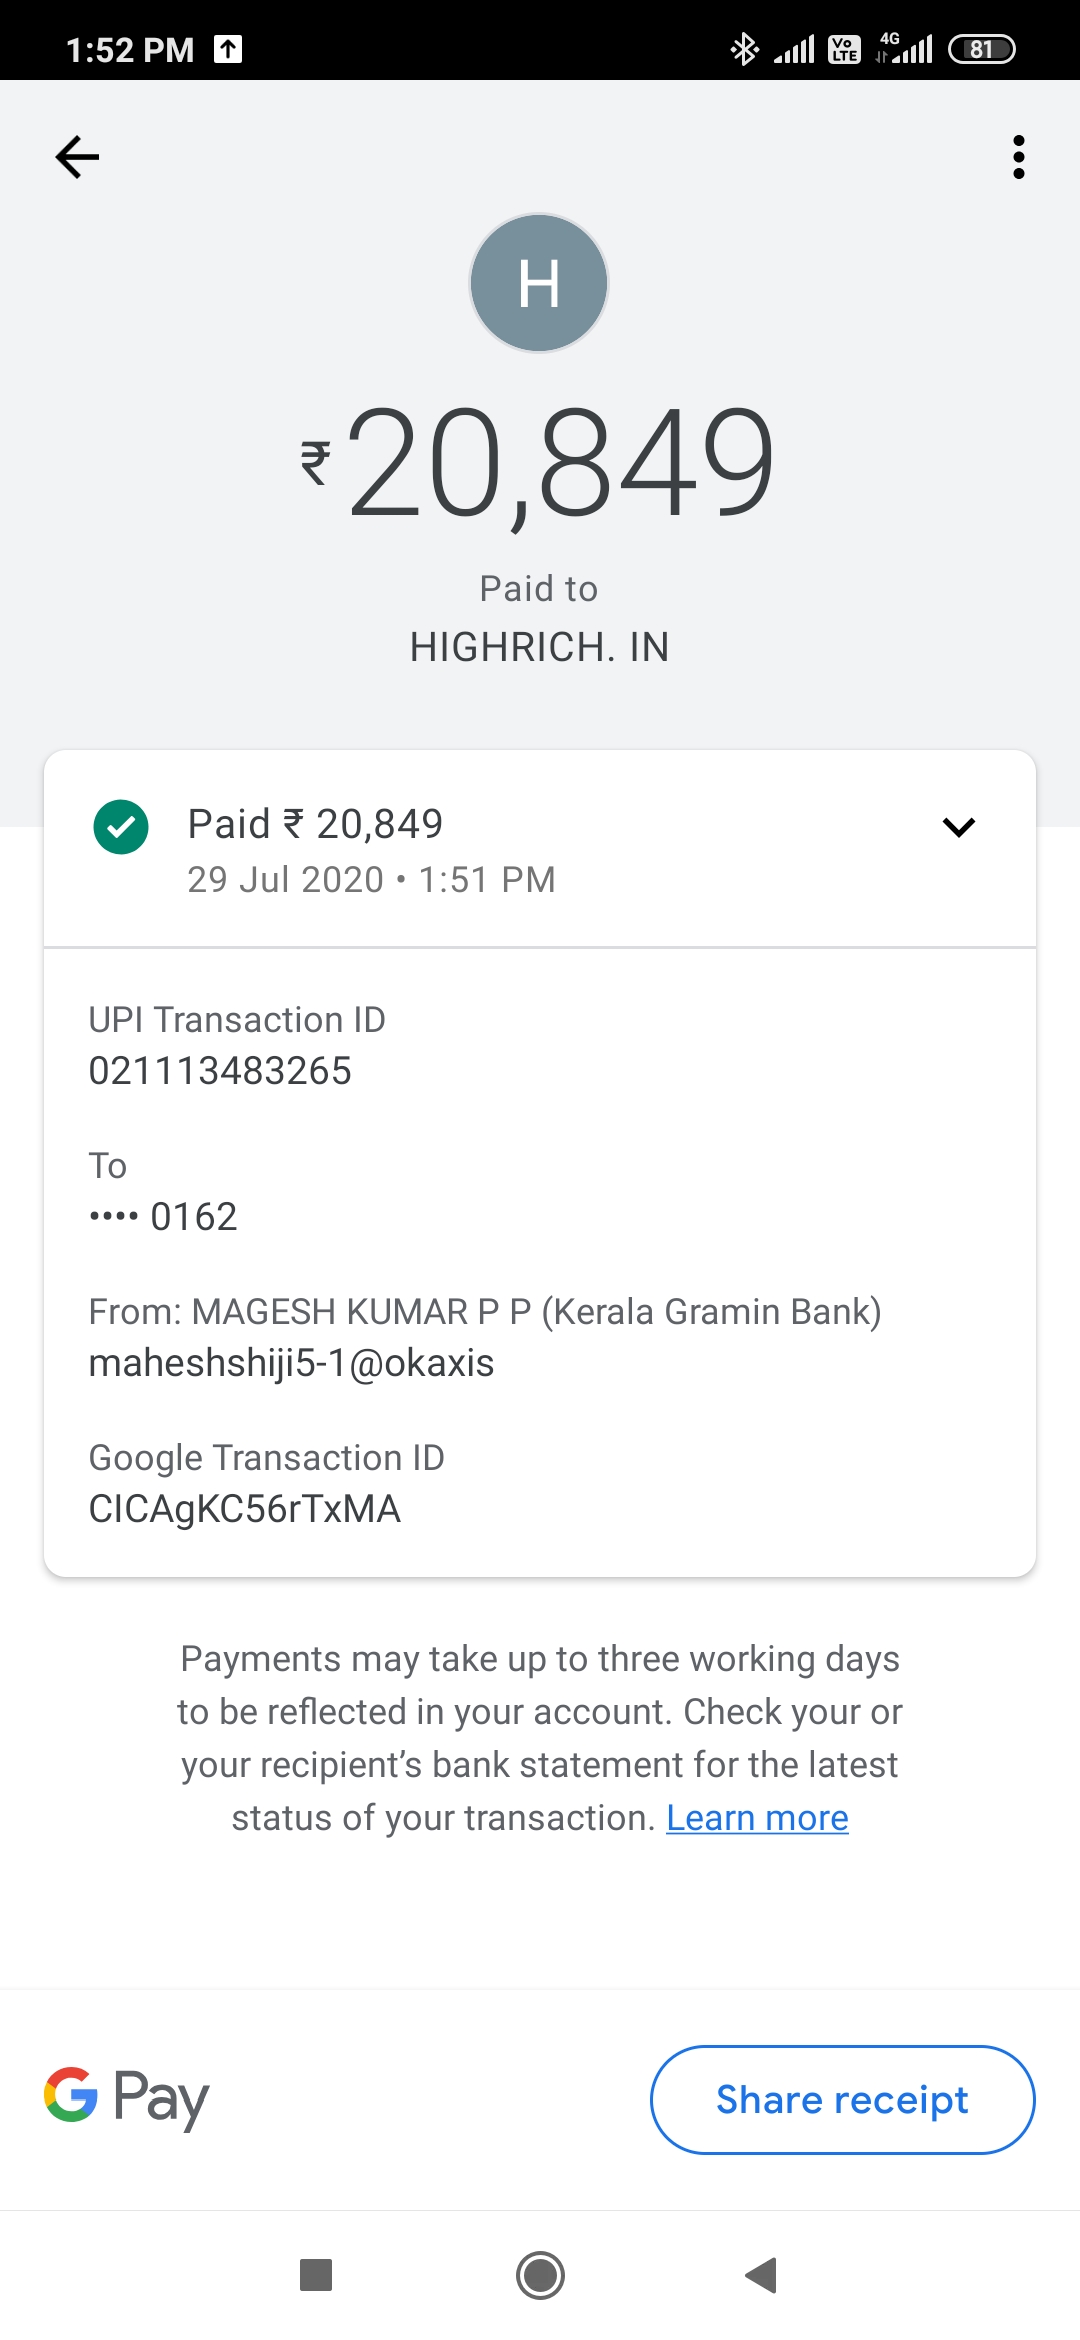 1:52 PM
Vo LTE 4G 81
H
₹20,849
Paid to
HIGHRICH. IN
Paid ₹ 20,849
29 Jul 2020 • 1:51 PM
UPI Transaction ID
021113483265
To
•••• 0162
From: MAGESH KUMAR P P (Kerala Gramin Bank)
maheshshiji5-1@okaxis
Google Transaction ID
CICAgKC56rTxMA
Payments may take up to three working days
to be reflected in your account. Check your or
your recipient's bank statement for the latest
status of your transaction. Learn more
G Pay
Share receipt